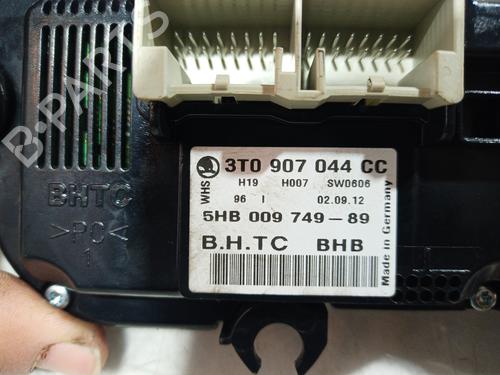 B-PARTS
BHTC
>PC<
1
WHS
3T0 907 044 CC
H19 H007 SW0606
96 I 02.09.12
5HB 009 749-89
B.H.TC BHB
Made in Germany